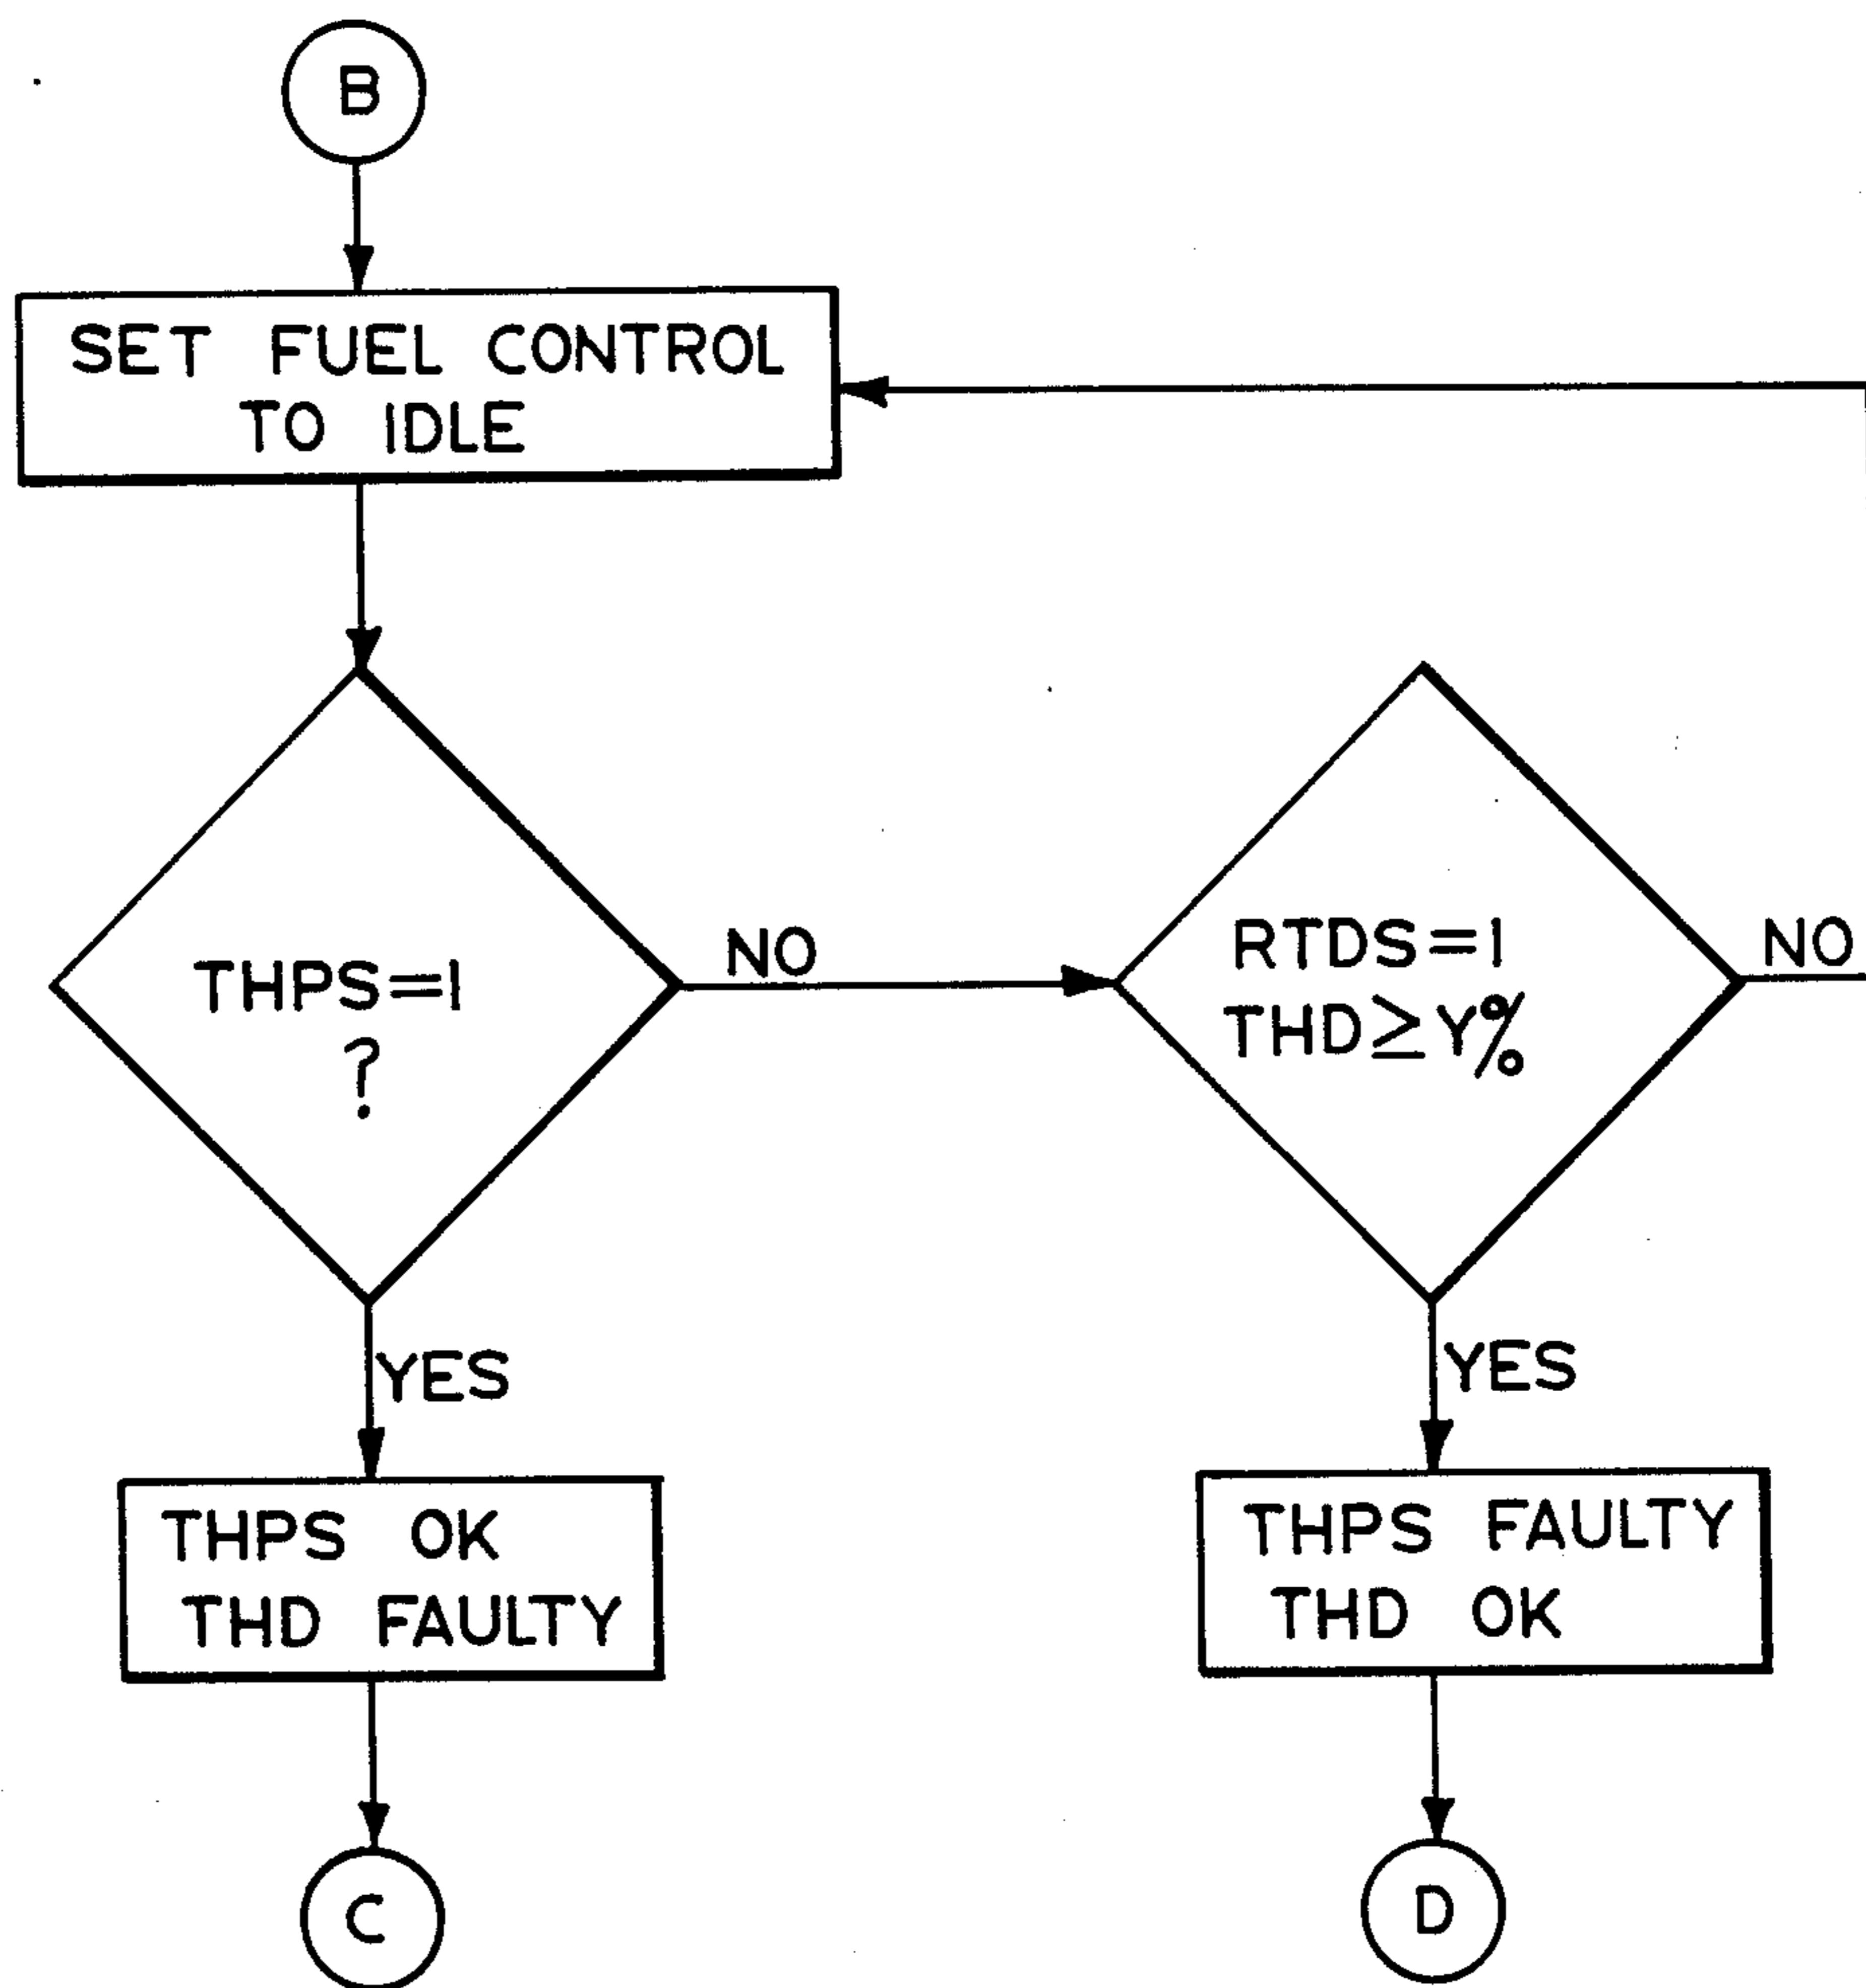 B
SET FUEL CONTROL
TO IDLE
THPS=1
?
NO
RTDS=1
THD≥Y%
NO
YES
YES
THPS OK
THD FAULTY
THPS FAULTY
THD OK
C
D